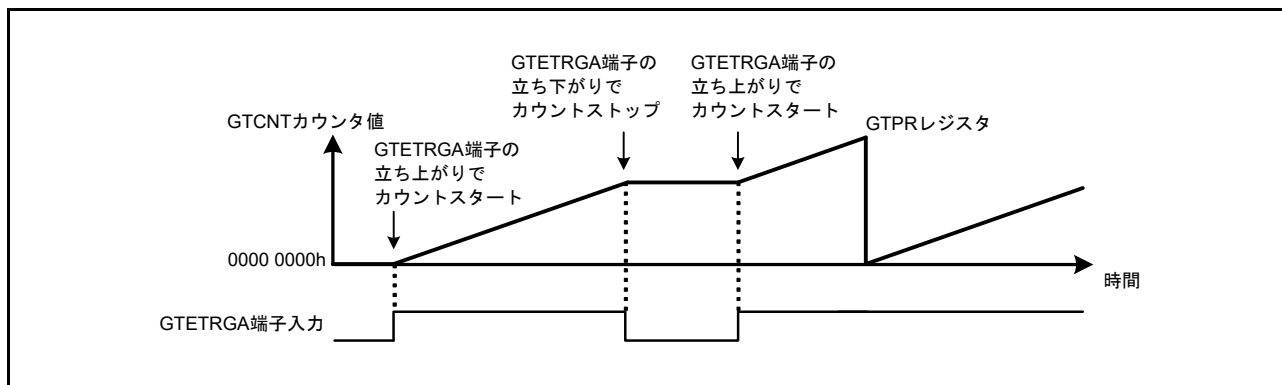 GTETRGA端子の
立ち下がりで
カウントストップ
GTETRGA端子の
立ち上がりで
カウントスタート
GTCNTカウンタ値
GTPRレジスタ
GTETRGA端子の
立ち上がりで
カウントスタート
0000 0000h
時間
GTETRGA端子入力